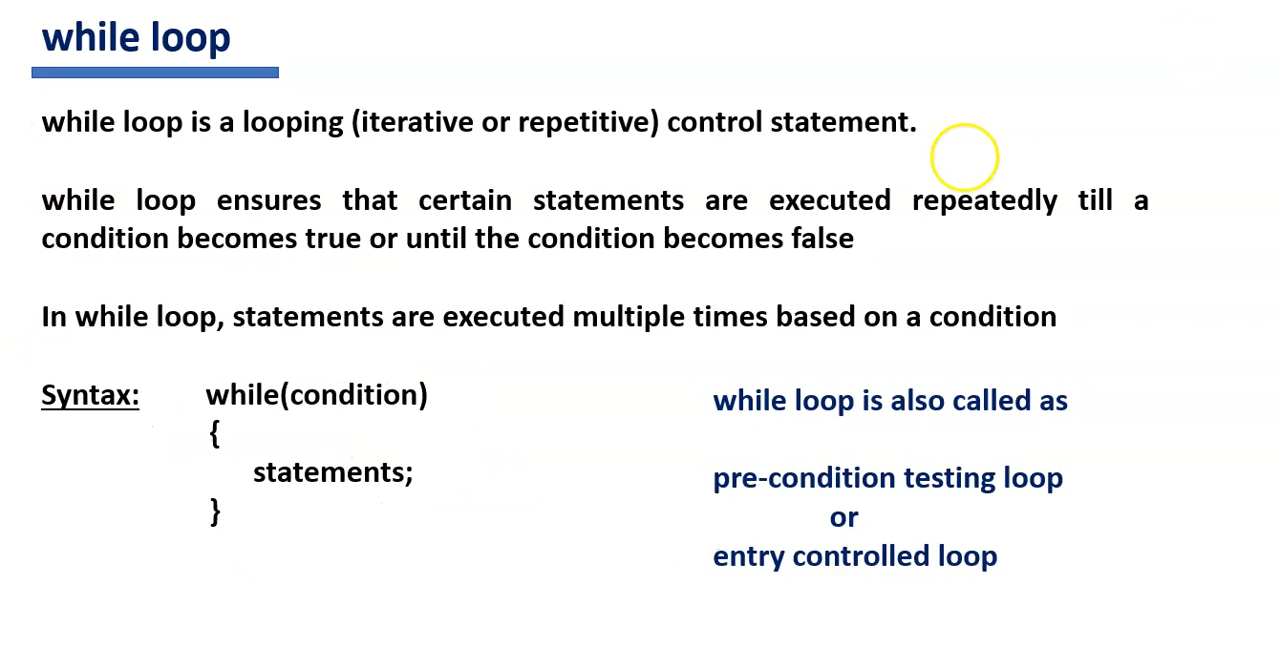 while loop
while loop is a looping (iterative or repetitive) control statement.
while loop ensures that certain statements are executed repeatedly till a
condition becomes true or until the condition becomes false
In while loop, statements are executed multiple times based on a condition
Syntax: while(condition)
{
statements;
}
while loop is also called as
pre-condition testing loop
or
entry controlled loop